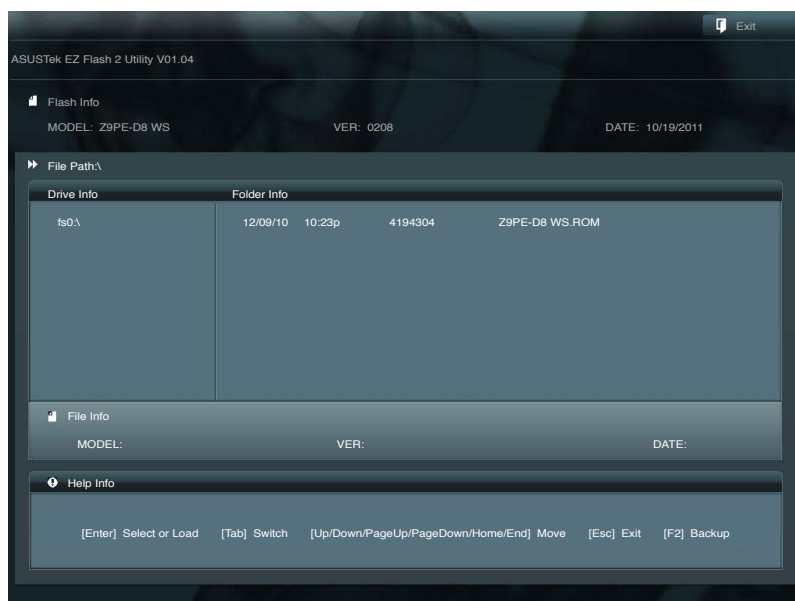 Exit
ASUSTek EZ Flash 2 Utility V01.04
Flash Info
MODEL: Z9PE-D8 WS VER: 0208 DATE: 10/19/2011
File Path:\
Drive Info Folder Info
fs0:\ 12/09/10 10:23p 4194304 Z9PE-D8 WS.ROM
File Info
MODEL: VER: DATE:
Help Info
[Enter] Select or Load [Tab] Switch [Up/Down/PageUp/PageDown/Home/End] Move [Esc] Exit [F2] Backup